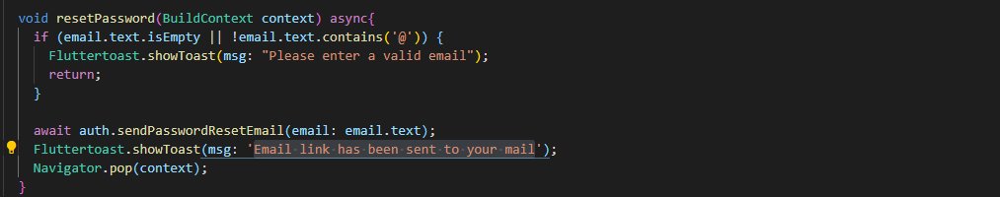 void resetPassword(BuildContext context) async{
if (email.text.isEmpty || !email.text.contains('@')) {
Fluttertoast.showToast(msg: "Please enter a valid email");
return;
}
await auth.sendPasswordResetEmail(email: email.text);
Fluttertoast.showToast(msg: 'Email link has been sent to your mail');
Navigator.pop(context);
}